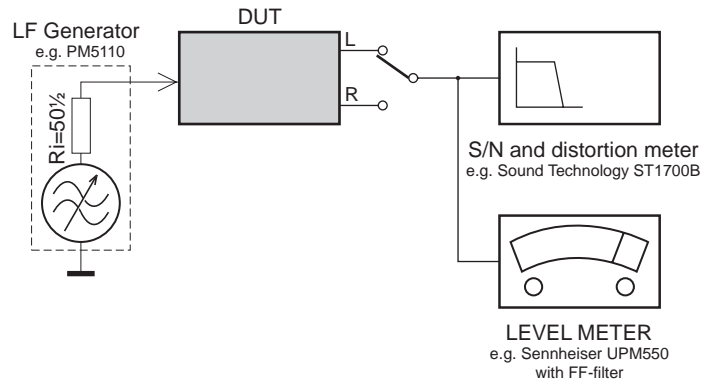 LF Generator
e.g. PM5110
Ri=50½
DUT
L
R
S/N and distortion meter
e.g. Sound Technology ST1700B
LEVEL METER
e.g. Sennheiser UPM550
with FF-filter